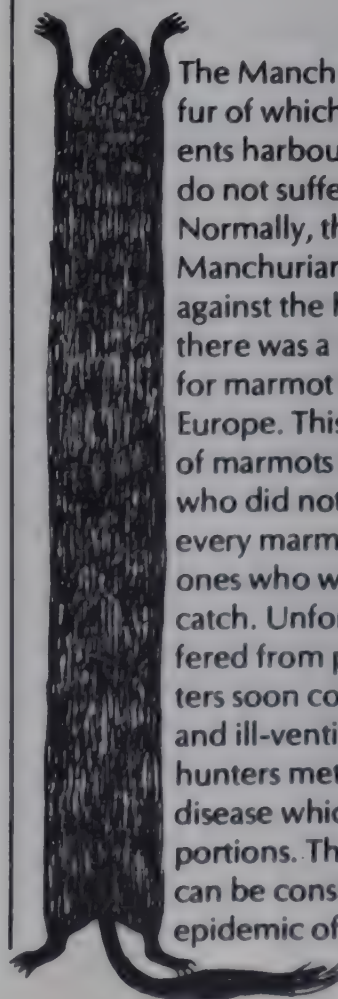 The Manch
fur of which
ents harbou
do not suffe
Normally, th
Manchurian
against the h
there was a
for marmot
Europe. This
of marmots
who did not
every marm
ones who w
catch. Unfor
fered from p
ters soon co
and ill-venti
hunters met
disease whic
portions. Th
can be cons
epidemic of